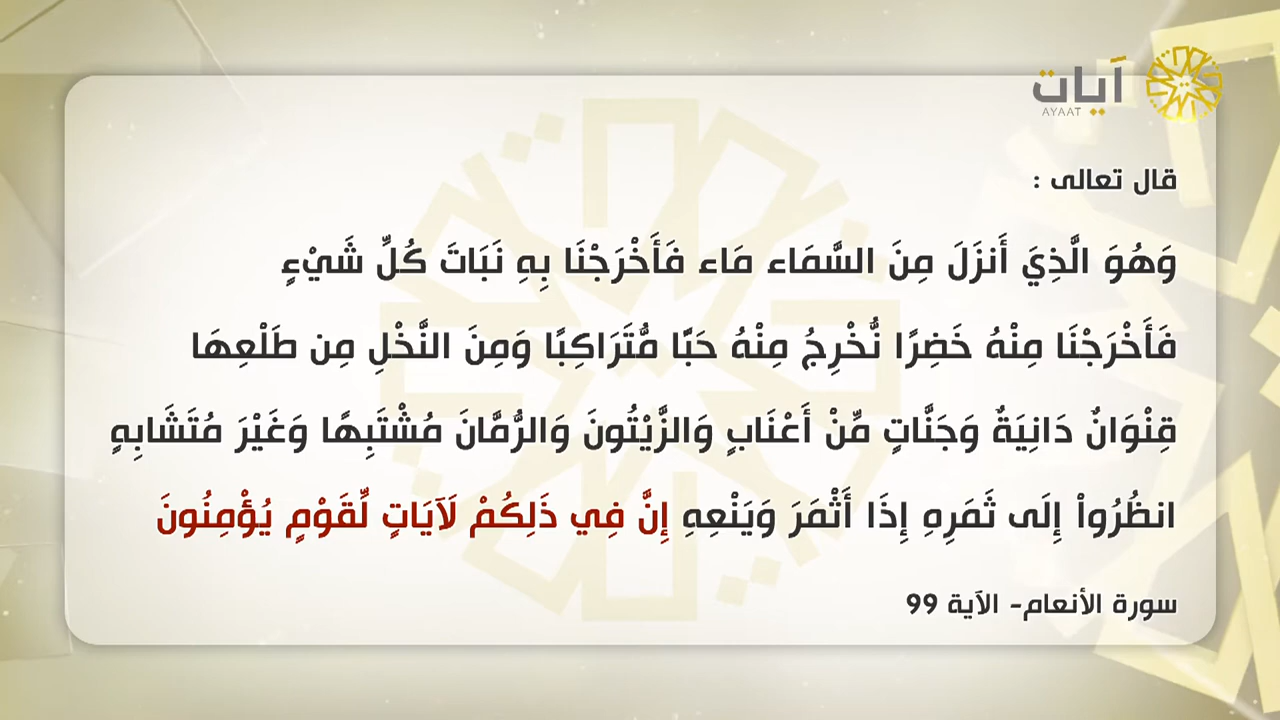 آيات
AYAAT
قال تعالى :
وَهُوَ الَّذِيَ أَنزَلَ مِنَ السَّمَاء مَاء فَأَخْرَجْنَا بِهِ نَبَاتَ كُلِّ شَيْءٍ
فَأَخْرَجْنَا مِنْهُ خَضِرًا نُّخْرِجُ مِنْهُ حَبًّا مُّتَرَاكِبًا وَمِنَ النَّخْلِ مِن طَلْعِهَا
قِنْوَانٌ دَانِيَةٌ وَجَنَّاتٍ مِّنْ أَعْنَابٍ وَالزَّيْتُونَ وَالرُّمَّانَ مُشْتَبِهًا وَغَيْرَ مُتَشَابِهٍ
انظُرُواْ إِلَى ثَمَرِهِ إِذَا أَثْمَرَ وَيَنْعِهِ إِنَّ فِي ذَلِكُمْ لَآيَاتٍ لِّقَوْمٍ يُؤْمِنُونَ
سورة الأنعام- الآية 99